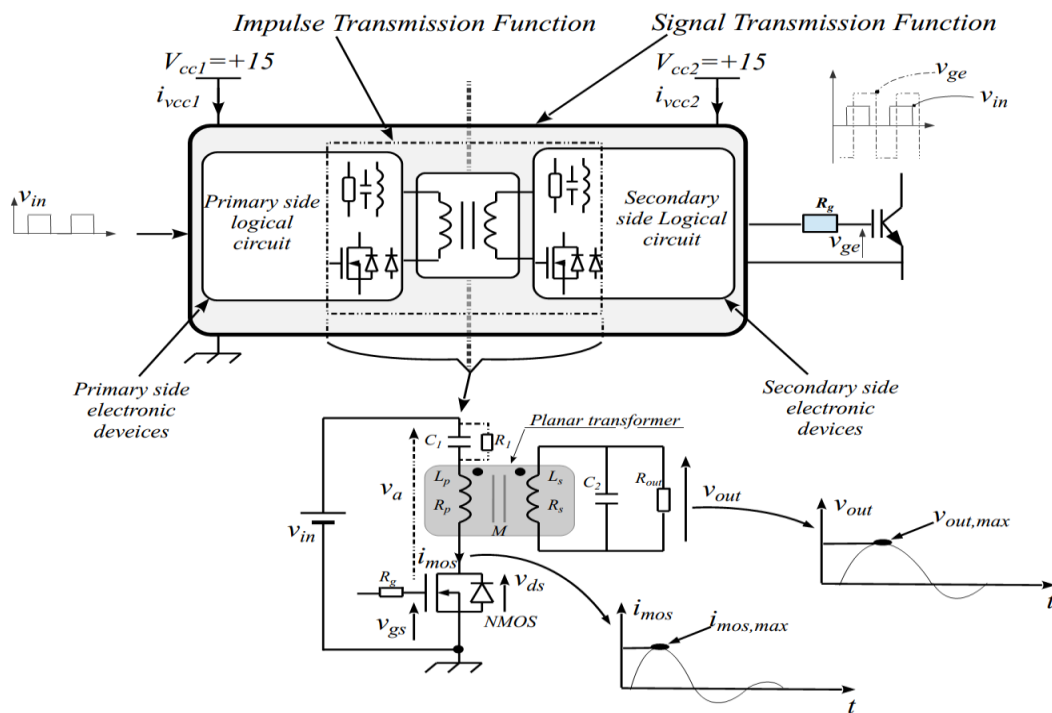 Impulse Transmission Function
Signal Transmission Function
Vcc1=+15
Vcc2=+15
ivcc1
ivcc2
vge
vin
vin
Primary side
logical
circuit
Secondary
side Logical
circuit
Rg
vge
Primary side
electronic
deveices
Secondary side
electronic
devices
Planar transformer
C1
R1
Lp
Ls
Rp
Rs
M
C2
Rout
vout
va
vin
imos
Rg
vgs
vds
NMOS
vout
vout,max
t
imos
imos,max
t